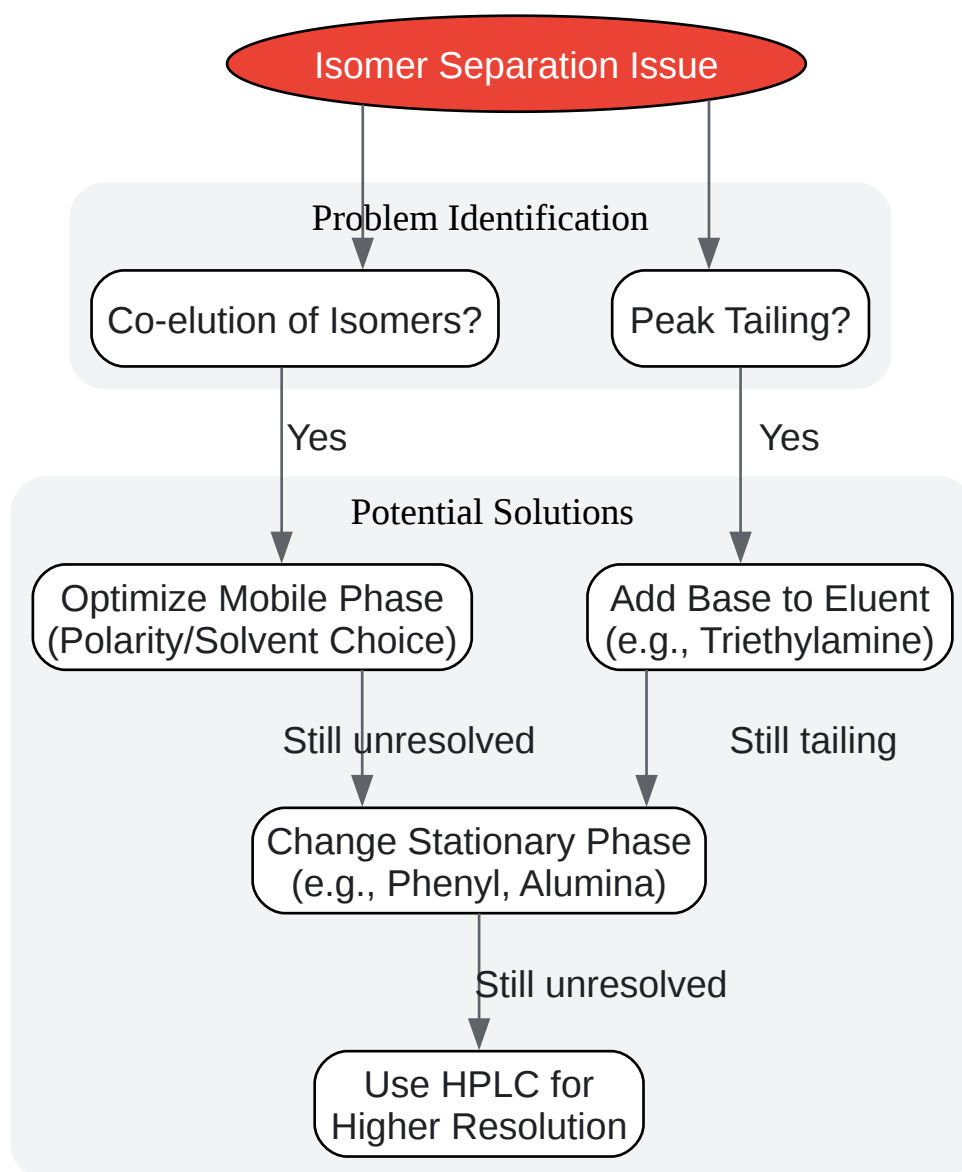 Isomer Separation Issue
Problem Identification
Co-elution of Isomers?
Peak Tailing?
Yes
Yes
Potential Solutions
Optimize Mobile Phase
(Polarity/Solvent Choice)
Add Base to Eluent
(e.g., Triethylamine)
Still unresolved
Still tailing
Change Stationary Phase
(e.g., Phenyl, Alumina)
Still unresolved
Use HPLC for
Higher Resolution